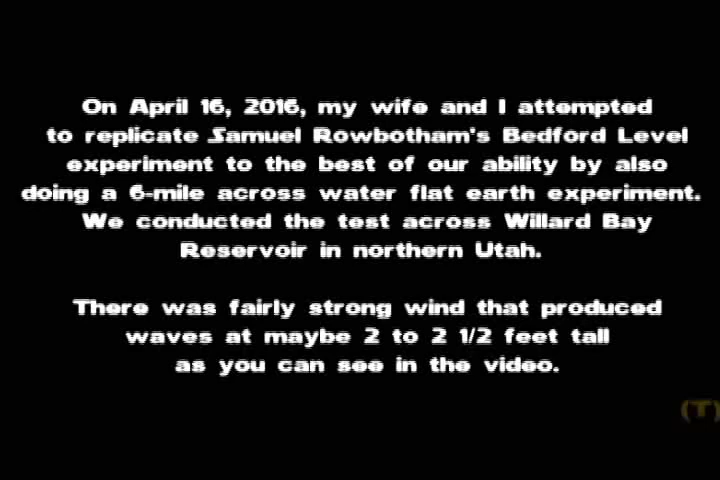 On April 16, 2016, my wife and I attempted
to replicate Samuel Rowbotham's Bedford Level
experiment to the best of our ability by also
doing a 6-mile across water flat earth experiment.
We conducted the test across Willard Bay
Reservoir in northern Utah.
There was fairly strong wind that produced
waves at maybe 2 to 2 1/2 feet tall
as you can see in the video.
(T)